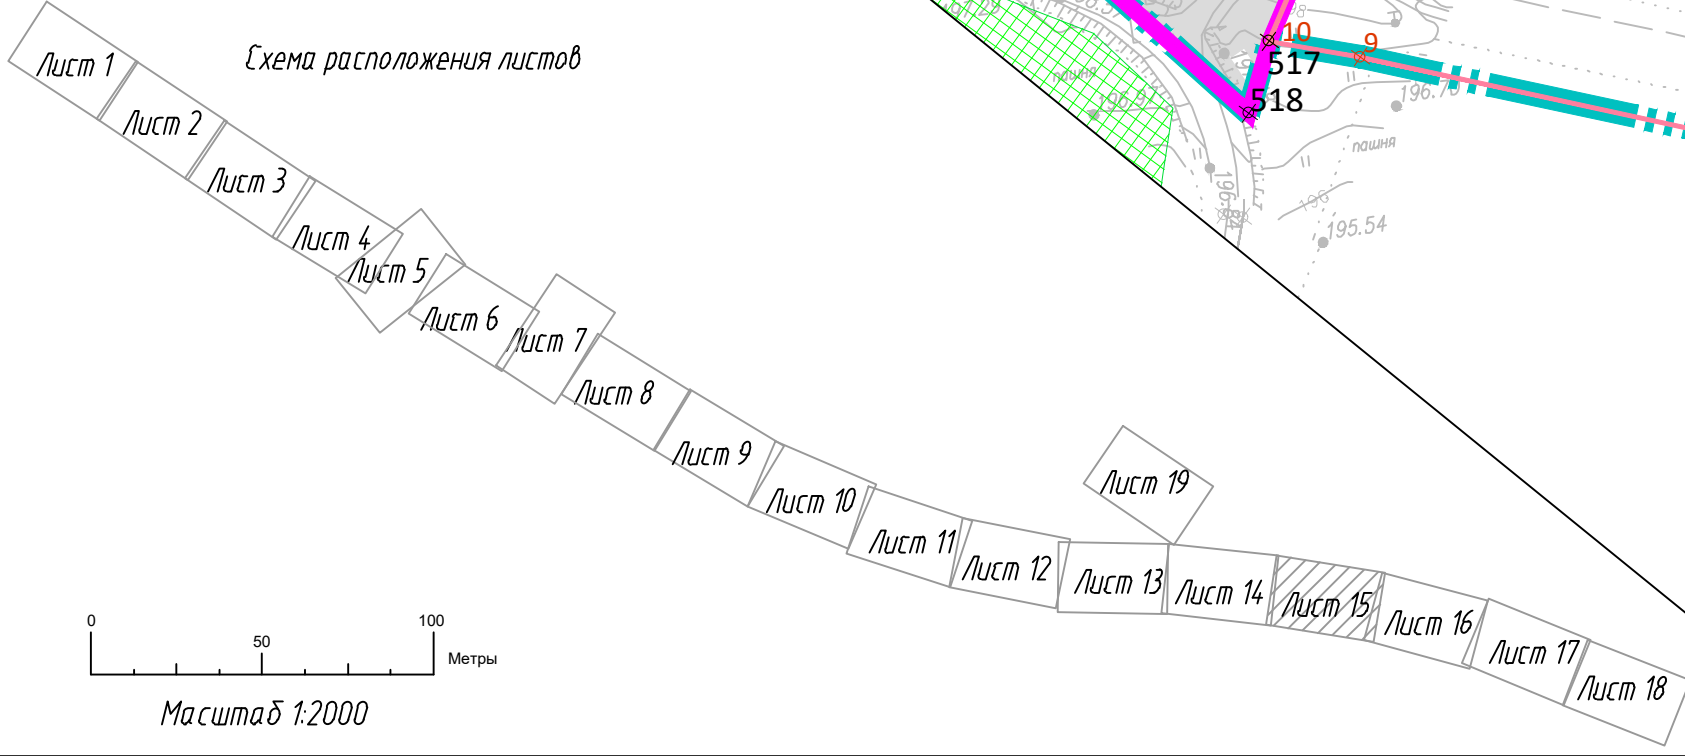 Схема расположения листов
Лист 1
Лист 2
Лист 3
Лист 4
Лист 5
Лист 6
Лист 7
Лист 8
Лист 9
Лист 10
Лист 11
Лист 12
Лист 13
Лист 14
Лист 15
Лист 16
Лист 17
Лист 18
Лист 19
10
9
517
518
пашня
196.9
196.70
пашня
196
195.54
0
50
100
Метры
Масштаб 1:2000